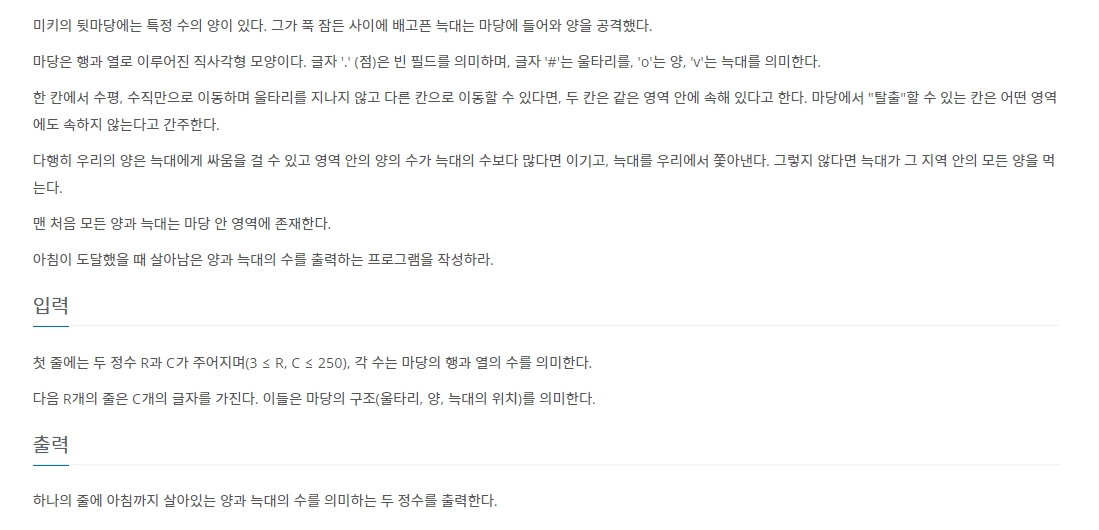 미키의 뒷마당에는 특정 수의 양이 있다. 그가 푹 잠든 사이에 배고픈 늑대는 마당에 들어와 양을 공격했다.
마당은 행과 열로 이루어진 직사각형 모양이다. 글자 '.' (점)은 빈 필드를 의미하며, 글자 '#'는 울타리를, 'o'는 양, 'v'는 늑대를 의미한다.
한 칸에서 수평, 수직만으로 이동하며 울타리를 지나지 않고 다른 칸으로 이동할 수 있다면, 두 칸은 같은 영역 안에 속해 있다고 한다. 마당에서 "탈출"할 수 있는 칸은 어떤 영역
에도 속하지 않는다고 간주한다.
다행히 우리의 양은 늑대에게 싸움을 걸 수 있고 영역 안의 양의 수가 늑대의 수보다 많다면 이기고, 늑대를 우리에서 쫓아낸다. 그렇지 않다면 늑대가 그 지역 안의 모든 양을 먹
는다.
맨 처음 모든 양과 늑대는 마당 안 영역에 존재한다.
아침이 도달했을 때 살아남은 양과 늑대의 수를 출력하는 프로그램을 작성하라.
입력
첫 줄에는 두 정수 R과 C가 주어지며(3 ≤ R, C ≤ 250), 각 수는 마당의 행과 열의 수를 의미한다.
다음 R개의 줄은 C개의 글자를 가진다. 이들은 마당의 구조(울타리, 양, 늑대의 위치)를 의미한다.
출력
하나의 줄에 아침까지 살아있는 양과 늑대의 수를 의미하는 두 정수를 출력한다.